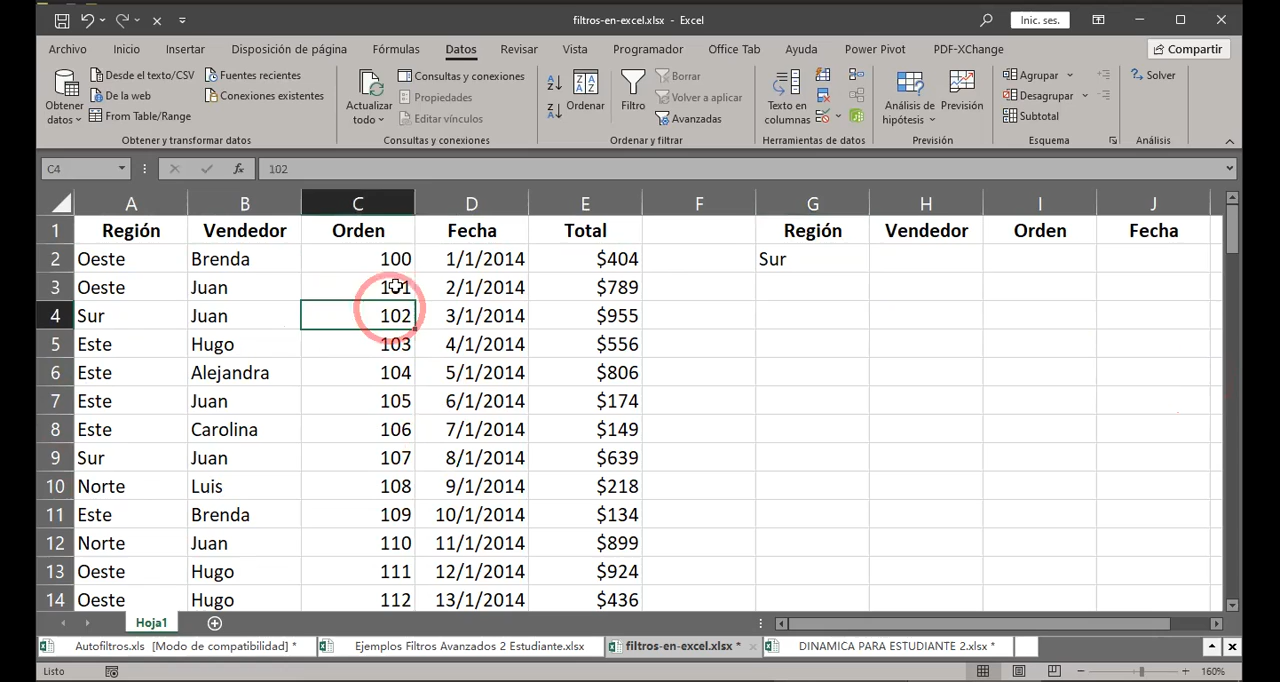 filtros-en-excel.xlsx - Excel
Inic. ses.
Archivo Inicio Insertar Disposición de página Fórmulas Datos Revisar Vista Programador Office Tab Ayuda Power Pivot PDF-XChange Compartir
Obtener datos
Desde el texto/CSV
De la web
From Table/Range
Fuentes recientes
Conexiones existentes
Obtener y transformar datos
Actualizar todo
Consultas y conexiones
Propiedades
Editar vínculos
Consultas y conexiones
Ordenar
Filtro
Borrar
Volver a aplicar
Avanzadas
Ordenar y filtrar
Texto en columnas
Herramientas de datos
Análisis de hipótesis
Previsión
Previsión
Agrupar
Desagrupar
Subtotal
Esquema
Solver
Análisis
C4 fx 102
A B C D E F G H I J
1 Región Vendedor Orden Fecha Total Región Vendedor Orden Fecha
2 Oeste Brenda 100 1/1/2014 $404 Sur
3 Oeste Juan 101 2/1/2014 $789
4 Sur Juan 102 3/1/2014 $955
5 Este Hugo 103 4/1/2014 $556
6 Este Alejandra 104 5/1/2014 $806
7 Este Juan 105 6/1/2014 $174
8 Este Carolina 106 7/1/2014 $149
9 Sur Juan 107 8/1/2014 $639
10 Norte Luis 108 9/1/2014 $218
11 Este Brenda 109 10/1/2014 $134
12 Norte Juan 110 11/1/2014 $899
13 Oeste Hugo 111 12/1/2014 $924
14 Oeste Hugo 112 13/1/2014 $436
Hoja1
Autofiltros.xls [Modo de compatibilidad] * Ejemplos Filtros Avanzados 2 Estudiante.xlsx filtros-en-excel.xlsx * DINAMICA PARA ESTUDIANTE 2.xlsx *
Listo 160%